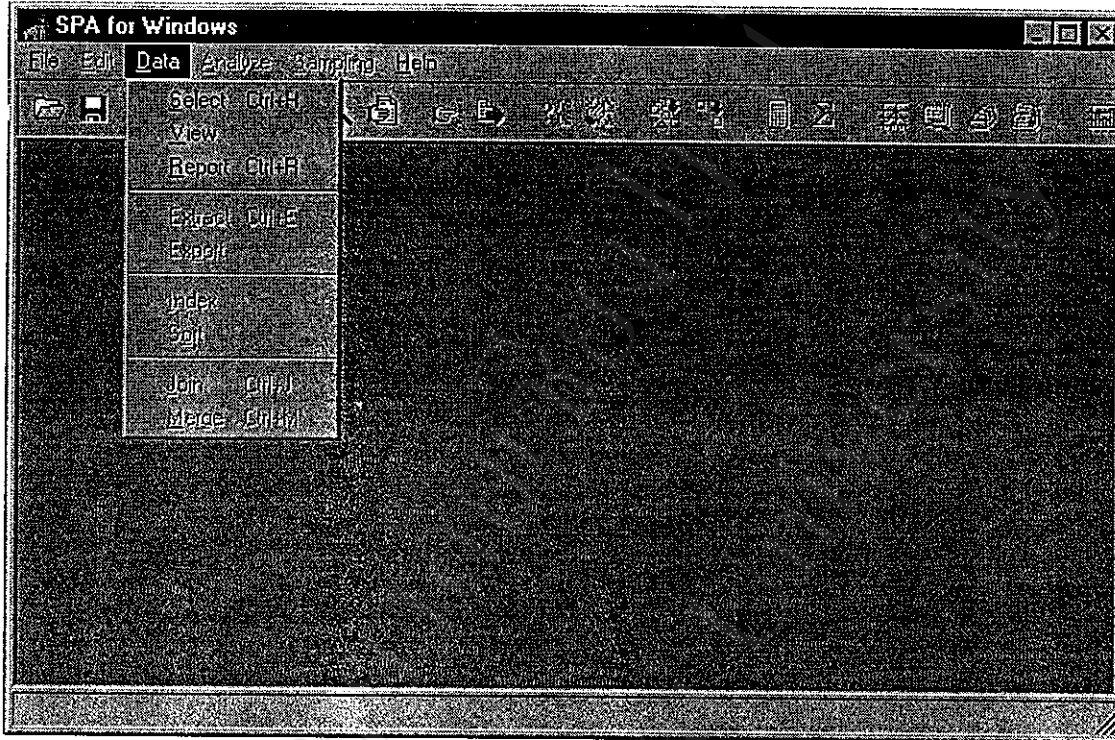 SPA for Windows
File Edit Data Analyze Sampling Help
Select Ctrl+H
View
Report Ctrl+R
Extract Ctrl+E
Export
Index
Sort
Join Ctrl+J
Merge Ctrl+M